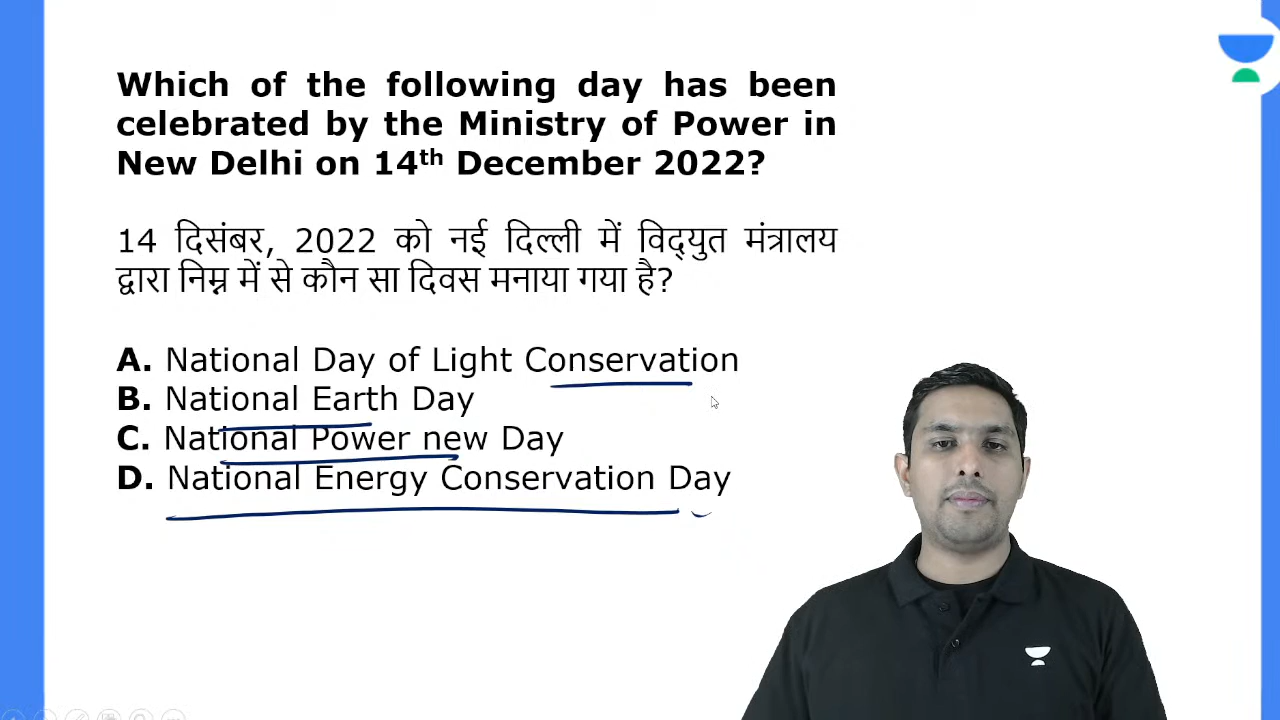 Which of the following day has been
celebrated by the Ministry of Power in
New Delhi on 14th December 2022?
14 दिसंबर, 2022 को नई दिल्ली में विद्युत मंत्रालय
द्वारा निम्न में से कौन सा दिवस मनाया गया है?
A. National Day of Light Conservation
B. National Earth Day
C. National Power new Day
D. National Energy Conservation Day